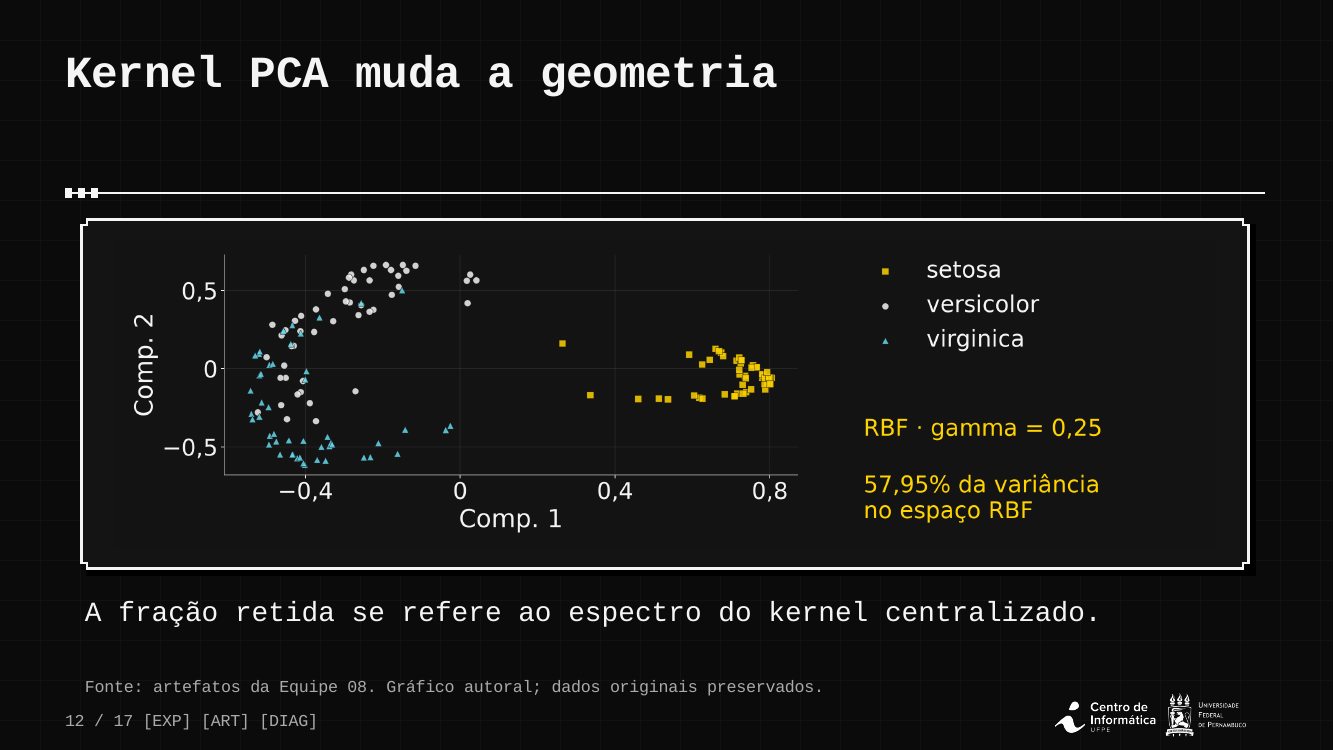 Kernel PCA muda a geometria
setosa
versicolor
virginica
0,5
0
−0,5
Comp. 2
−0,4
0
0,4
0,8
Comp. 1
RBF · gamma = 0,25
57,95% da variância
no espaço RBF
A fração retida se refere ao espectro do kernel centralizado.
Fonte: artefatos da Equipe 08. Gráfico autoral; dados originais preservados.
12 / 17 [EXP] [ART] [DIAG]
Centro de
Informática
UFPE
Universidade
Federal
de Pernambuco